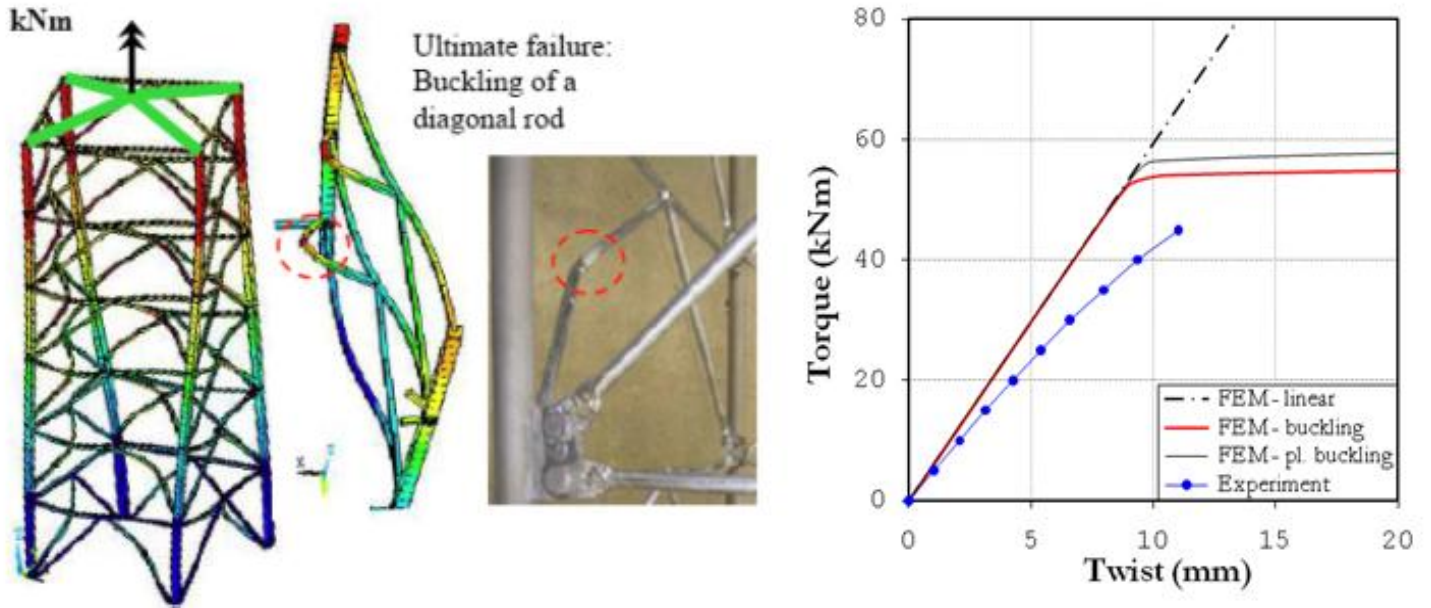 kNm
Ultimate failure:
Buckling of a
diagonal rod
Torque (kNm)
80
60
40
20
0
FEM - linear
FEM - buckling
FEM - pl. buckling
Experiment
0 5 10 15 20
Twist (mm)